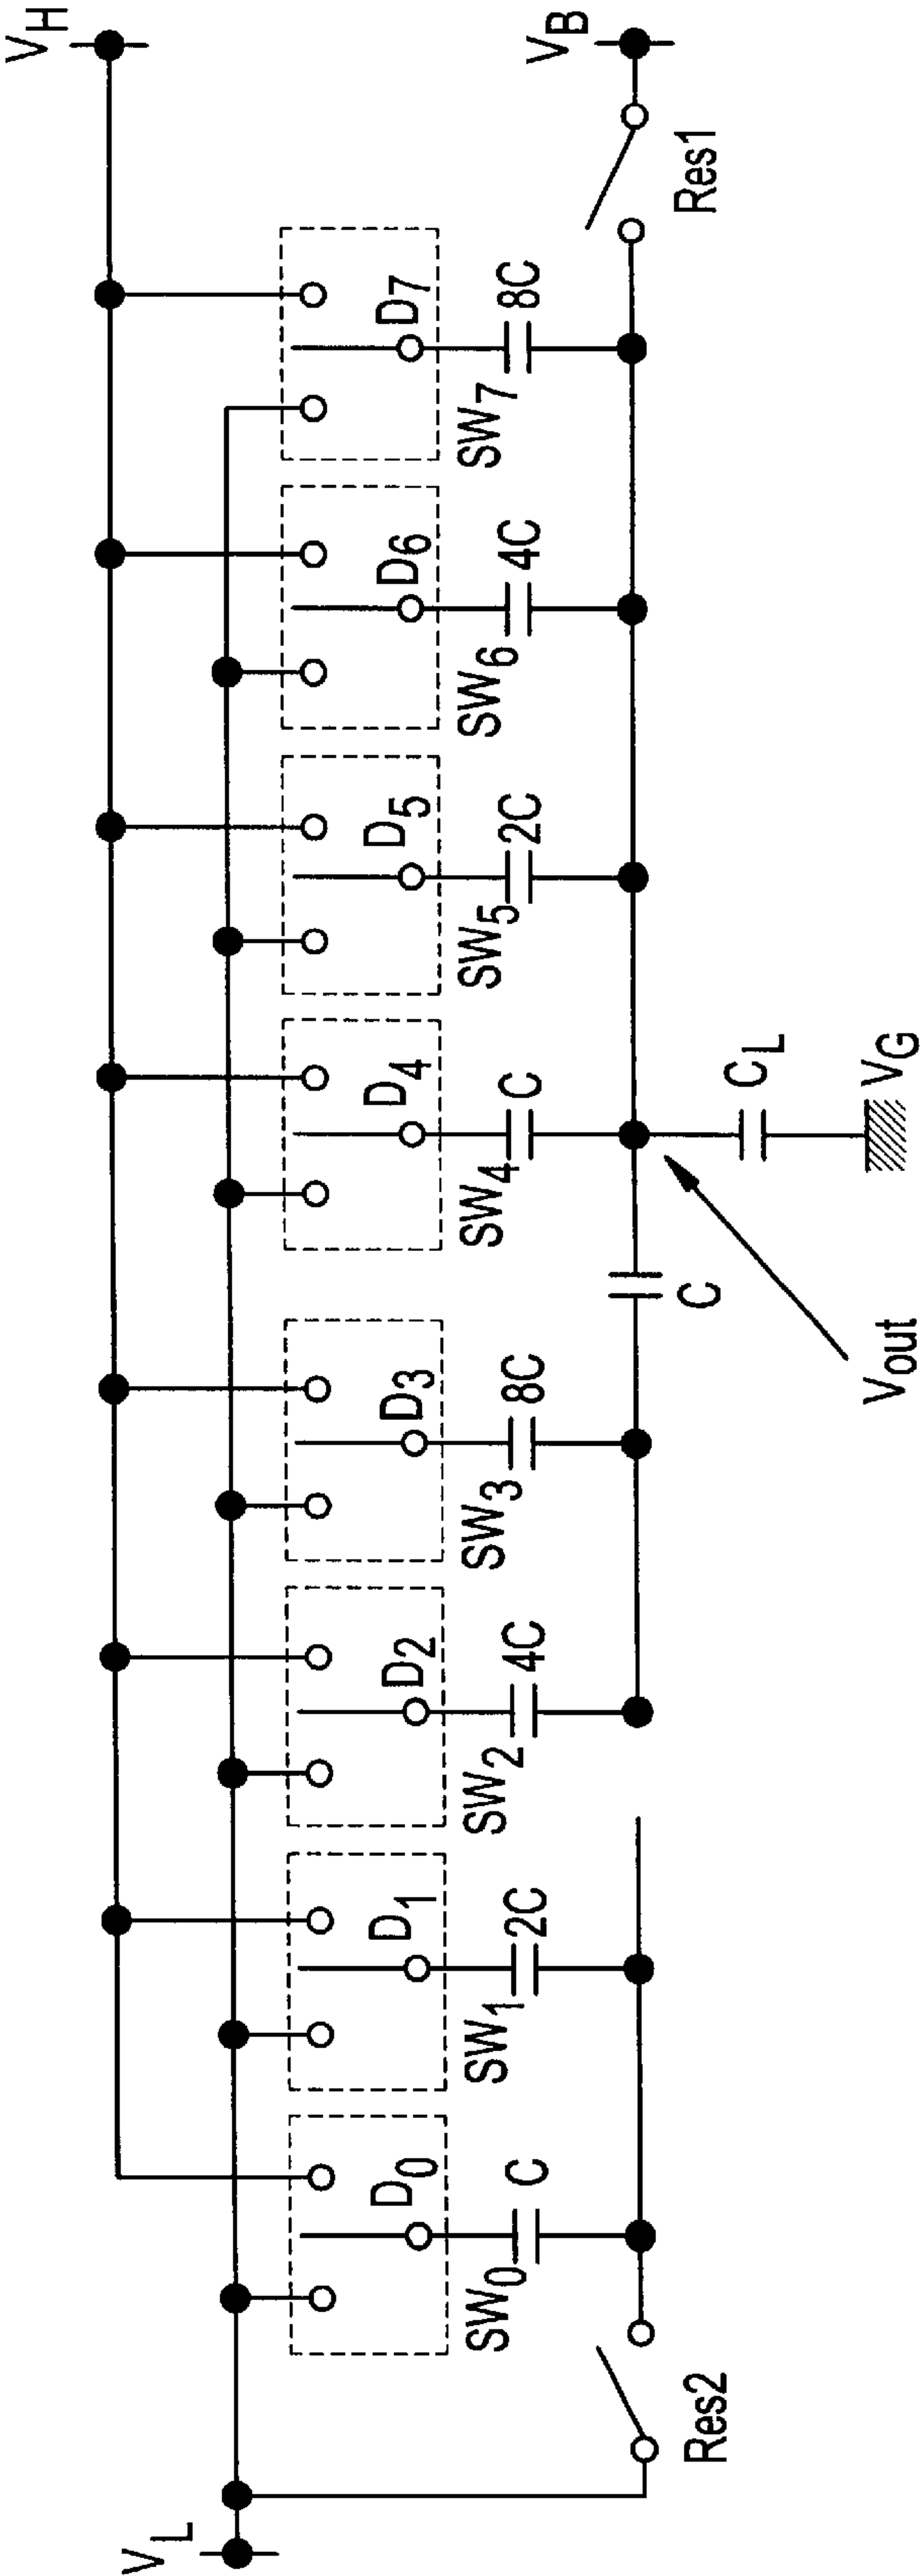 V_H
V_L
D_0
D_1
D_2
D_3
D_4
D_5
D_6
D_7
SW_0
C
SW_1
2C
SW_2
4C
SW_3
8C
SW_4
C
SW_5
2C
SW_6
4C
SW_7
8C
V_B
Res2
C
C_L
Res1
V_out
V_G